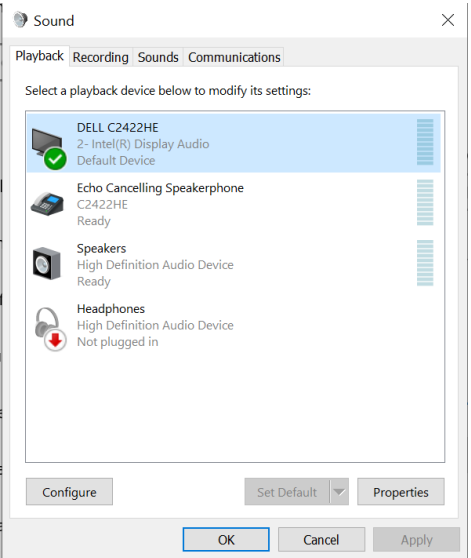 Sound
Playback Recording Sounds Communications
Select a playback device below to modify its settings:
DELL C2422HE
2- Intel(R) Display Audio
Default Device
Echo Cancelling Speakerphone
C2422HE
Ready
Speakers
High Definition Audio Device
Ready
Headphones
High Definition Audio Device
Not plugged in
Configure Set Default Properties
OK Cancel Apply